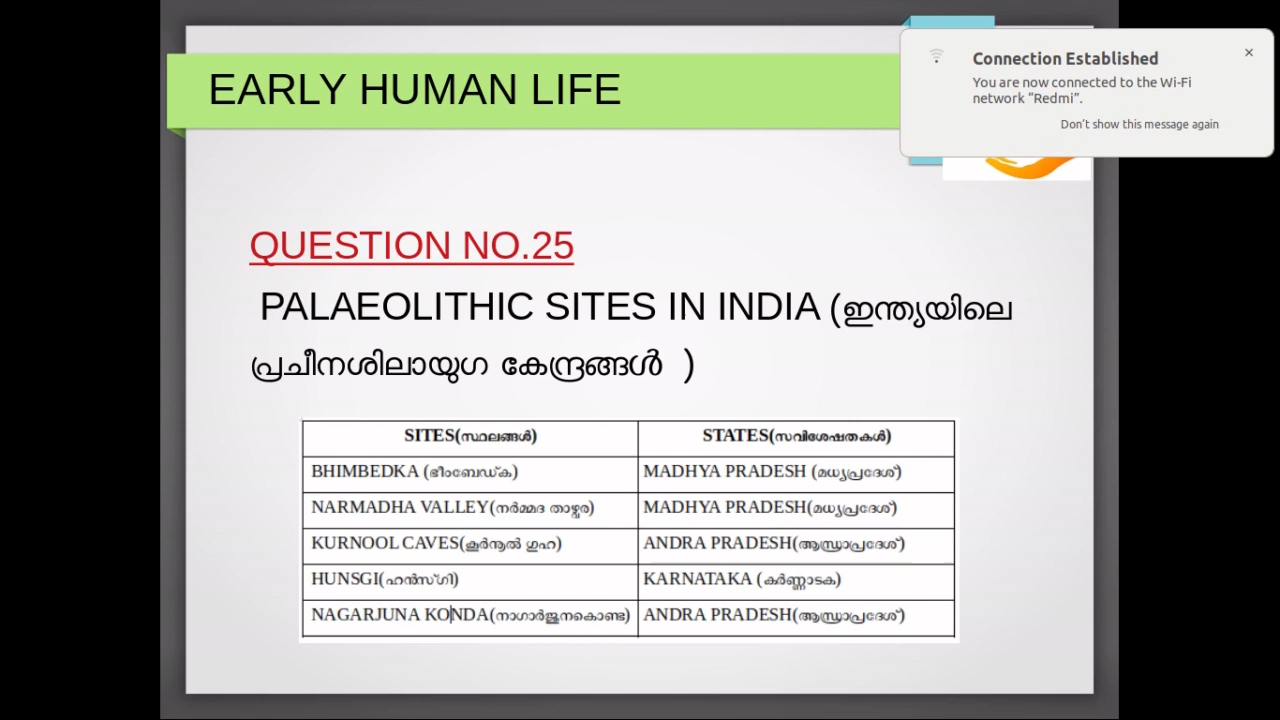 EARLY HUMAN LIFE
Connection Established
You are now connected to the Wi-Fi
network “Redmi”.
Don't show this message again
QUESTION NO.25
PALAEOLITHIC SITES IN INDIA (ഇന്ത്യയിലെ
പ്രചീനശിലായുഗ കേന്ദ്രങ്ങൾ )
SITES(സ്ഥലങ്ങൾ) STATES(സവിശേഷതകൾ)
BHIMBEDKA (ഭീംബേഡ്ക) MADHYA PRADESH (മധ്യപ്രദേശ്)
NARMADHA VALLEY(നർമ്മദ താഴ്വര) MADHYA PRADESH(മധ്യപ്രദേശ്)
KURNOOL CAVES(കൂർനൂൽ ഗുഹ) ANDRA PRADESH(ആന്ധ്രാപ്രദേശ്)
HUNSGI(ഹൻസ്ഗി) KARNATAKA (കർണ്ണാടക)
NAGARJUNA KONDA(നാഗാർജുനകൊണ്ട) ANDRA PRADESH(ആന്ധ്രാപ്രദേശ്)